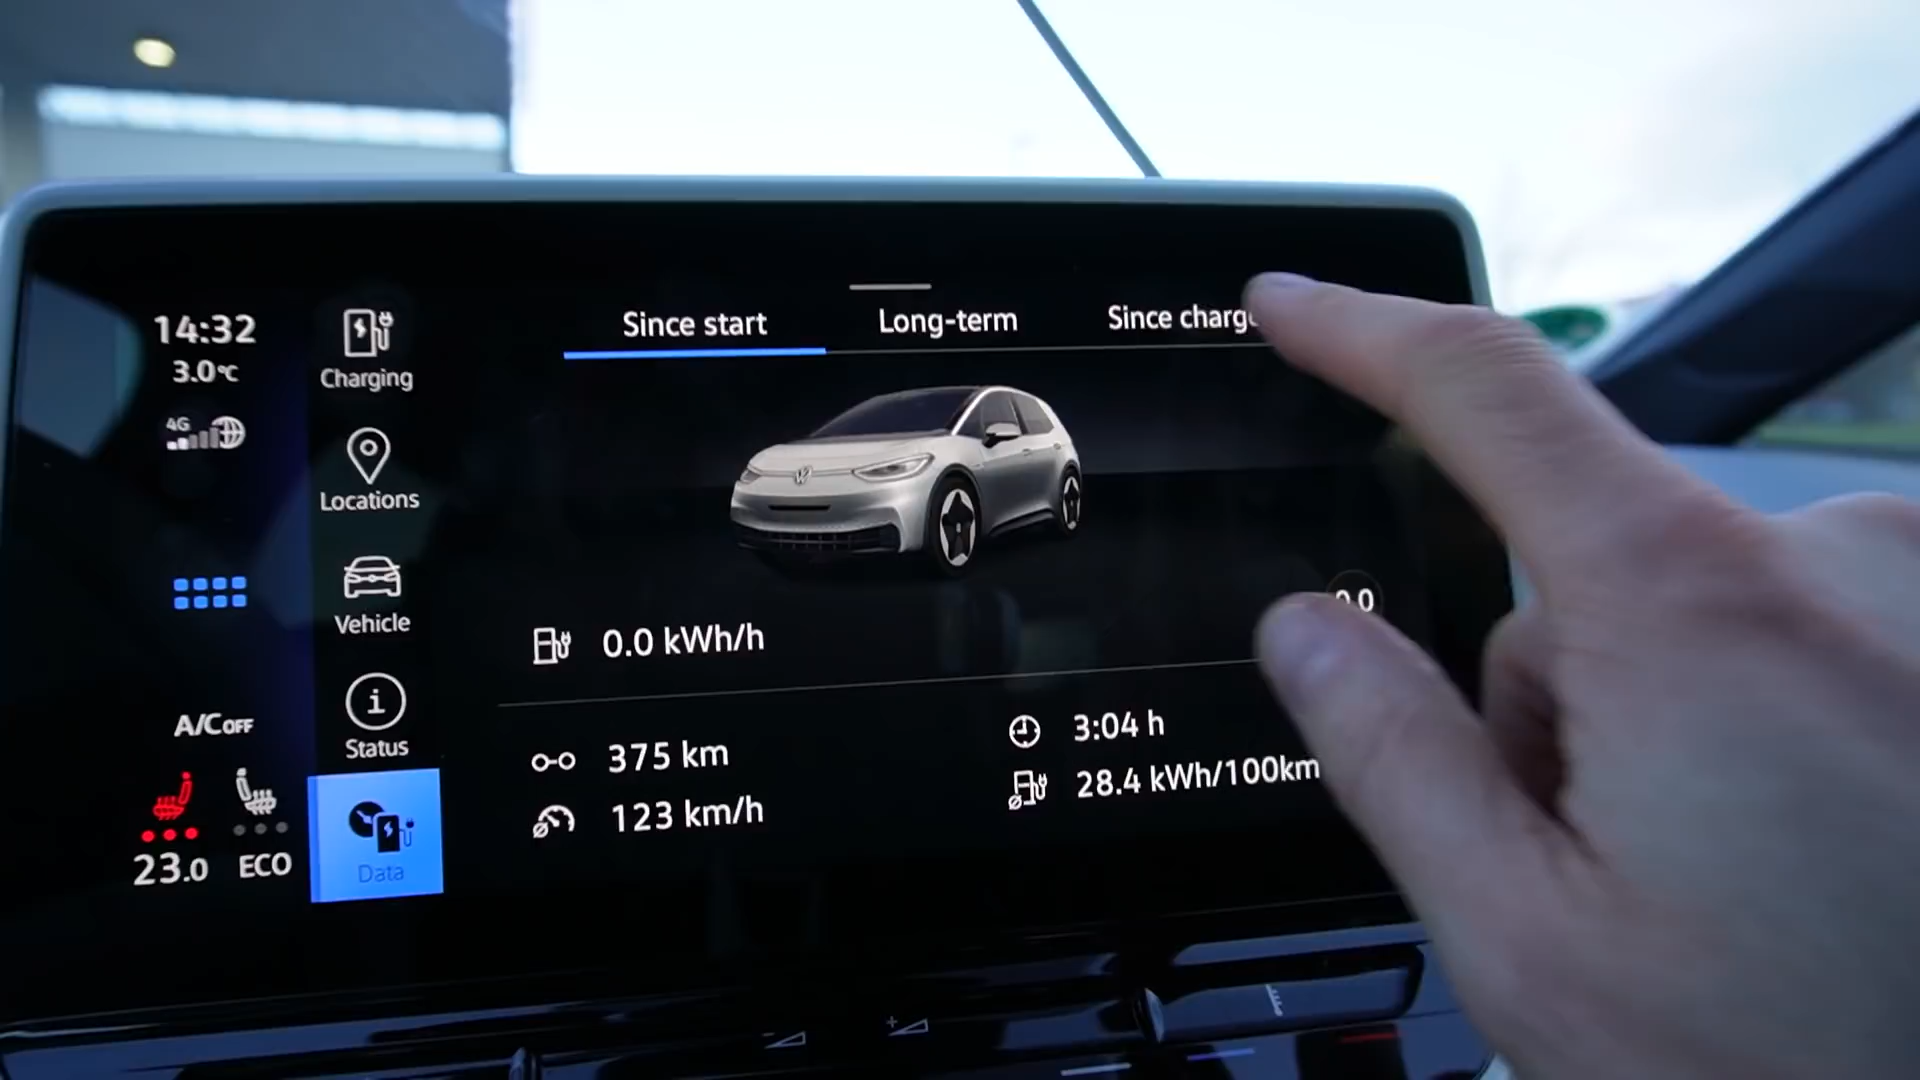 14:32
3.0°C
4G
Charging
Locations
Vehicle
Status
Data
A/C OFF
23.0
ECO
Since start
Long-term
Since
0.0 kWh/h
375 km
123 km/h
3:04 h
28.4 kWh/100km